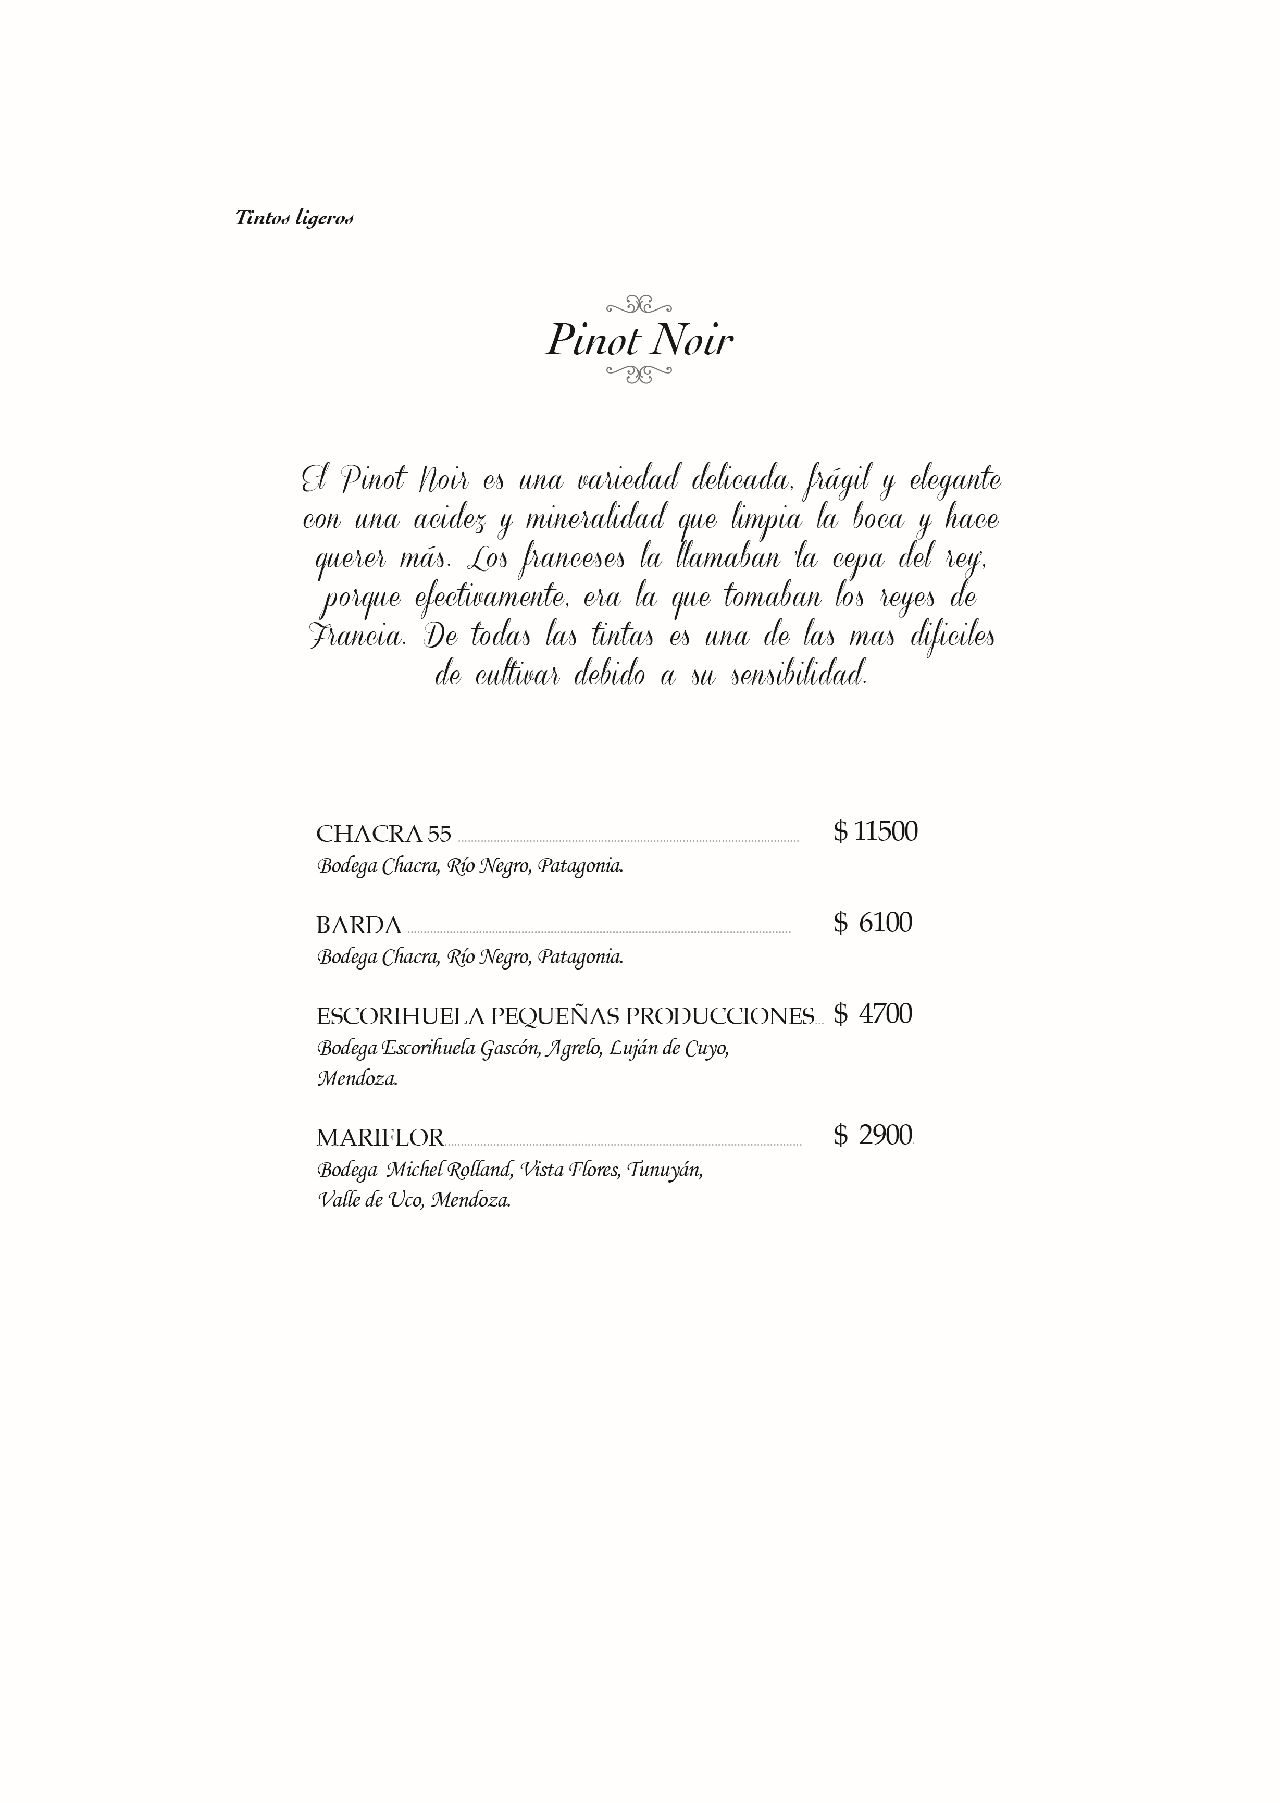 Tintos ligeros
Pinot Noir
El Pinot Noir es una variedad delicada, frágil y elegante
con una acidez y mineralidad que limpia la boca y hace
querer más. Los franceses la llamaban 'la cepa del rey',
porque efectivamente, era la que tomaban los reyes de
Francia. De todas las tintas es una de las mas dificiles
de cultivar debido a su sensibilidad.
CHACRA 55 $ 11500
Bodega Chacra, Río Negro, Patagonia.
BARDA $ 6100
Bodega Chacra, Río Negro, Patagonia.
ESCORIHUELA PEQUEÑAS PRODUCCIONES $ 4700
Bodega Escorihuela Gascón, Agrelo, Luján de Cuyo,
Mendoza.
MARIFLOR $ 2900
Bodega Michel Rolland, Vista Flores, Tunuyán,
Valle de Uco, Mendoza.